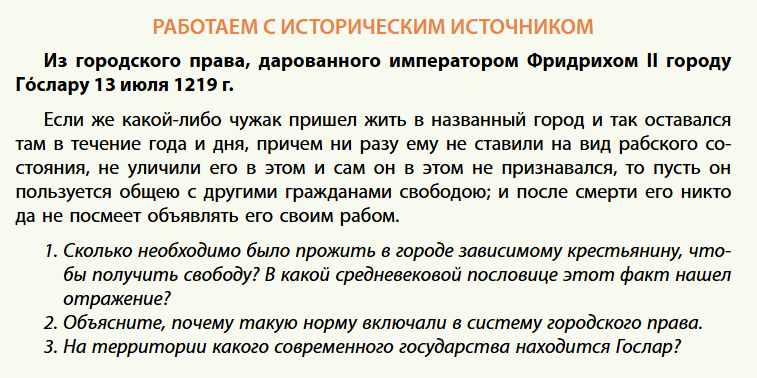 РАБОТАЕМ С ИСТОРИЧЕСКИМ ИСТОЧНИКОМ
Из городского права, дарованного императором Фридрихом II городу
Го́слару 13 июля 1219 г.
Если же какой-либо чужак пришел жить в названный город и так оставался
там в течение года и дня, причем ни разу ему не ставили на вид рабского со-
стояния, не уличили его в этом и сам он в этом не признавался, то пусть он
пользуется общею с другими гражданами свободою; и после смерти его никто
да не посмеет объявлять его своим рабом.
1. Сколько необходимо было прожить в городе зависимому крестьянину, что-
бы получить свободу? В какой средневековой пословице этот факт нашел
отражение?
2. Объясните, почему такую норму включали в систему городского права.
3. На территории какого современного государства находится Гослар?